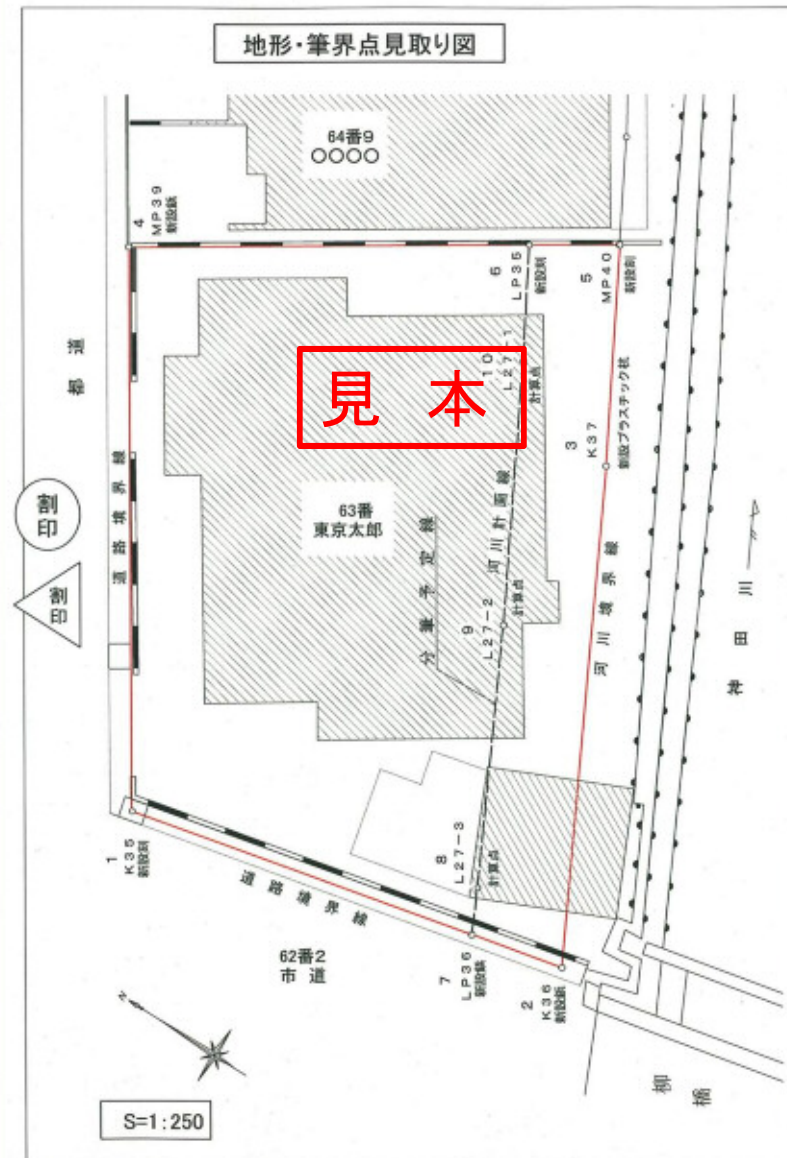 地形・筆界点見取り図
64番9
○○○○
4
MP39
新設鋲
6
LP35
新設刻
5
MP40
新設刻
都道
見本
10
L27-1
計算点
3
K37
新設プラスチック杭
道路境界線
割印
割印
63番
東京太郎
分筆予定線
河川計画線
9
L27-2
計算点
河川境界線
神田川
8
L27-3
計算点
1
K35
新設刻
道路境界線
62番2
市道
7
LP36
新設鋲
2
K36
新設鋲
N
柳橋
S=1:250